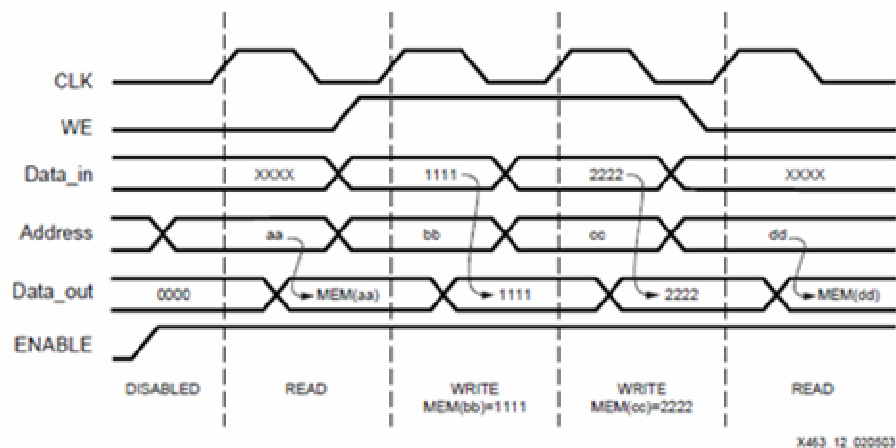 CLK
WE
Data_in XXXX 1111 2222 XXXX
Address aa bb cc dd
Data_out 0000 MEM(aa) 1111 2222 MEM(dd)
ENABLE
DISABLED READ WRITE WRITE READ
MEM(bb)=1111 MEM(cc)=2222
X463_12_020503